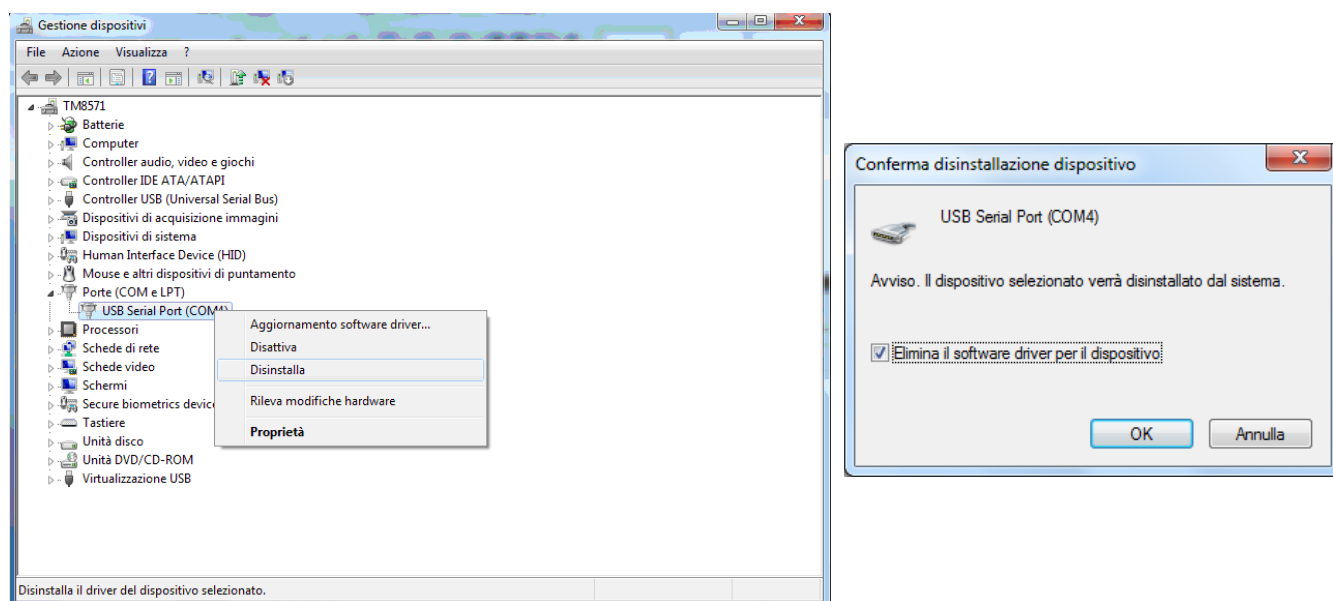 Gestione dispositivi
File Azione Visualizza ?
TM8571
Batterie
Computer
Controller audio, video e giochi
Controller IDE ATA/ATAPI
Controller USB (Universal Serial Bus)
Dispositivi di acquisizione immagini
Dispositivi di sistema
Human Interface Device (HID)
Mouse e altri dispositivi di puntamento
Porte (COM e LPT)
USB Serial Port (COM4)
Processori
Schede di rete
Schede video
Schermi
Secure biometrics device
Tastiere
Unità disco
Unità DVD/CD-ROM
Virtualizzazione USB
Aggiornamento software driver...
Disattiva
Disinstalla
Rileva modifiche hardware
Proprietà
Disinstalla il driver del dispositivo selezionato.
Conferma disinstallazione dispositivo
USB Serial Port (COM4)
Avviso. Il dispositivo selezionato verrà disinstallato dal sistema.
Elimina il software driver per il dispositivo
OK Annulla